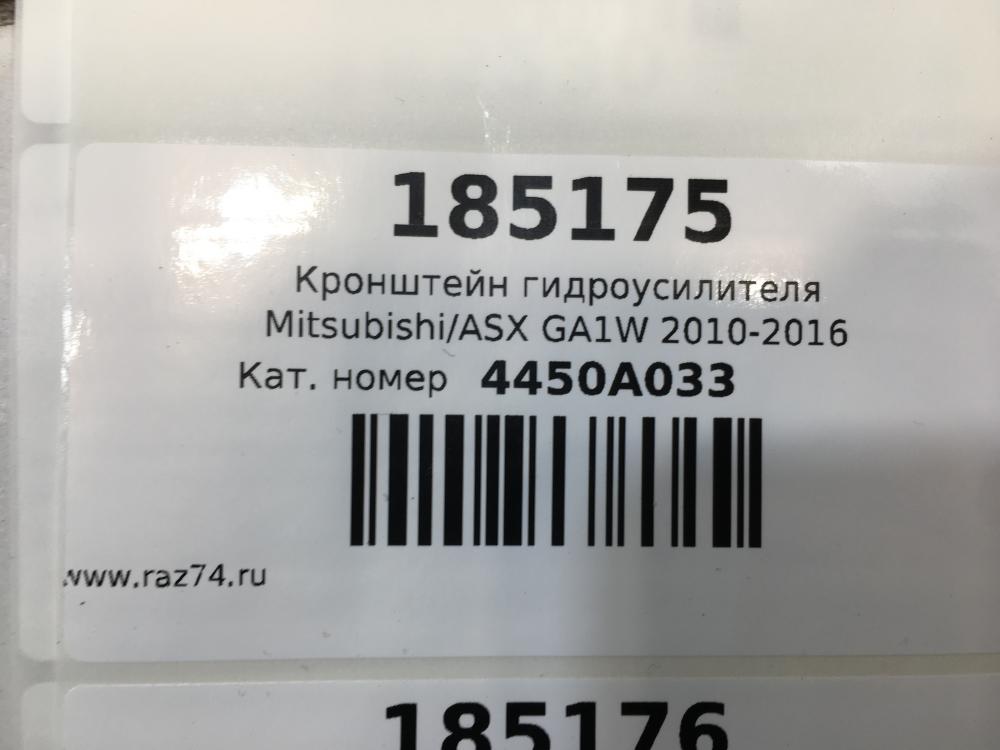 185175
Кронштейн гидроусилителя
Mitsubishi/ASX GA1W 2010-2016
Кат. номер 4450A033
www.raz74.ru
185176